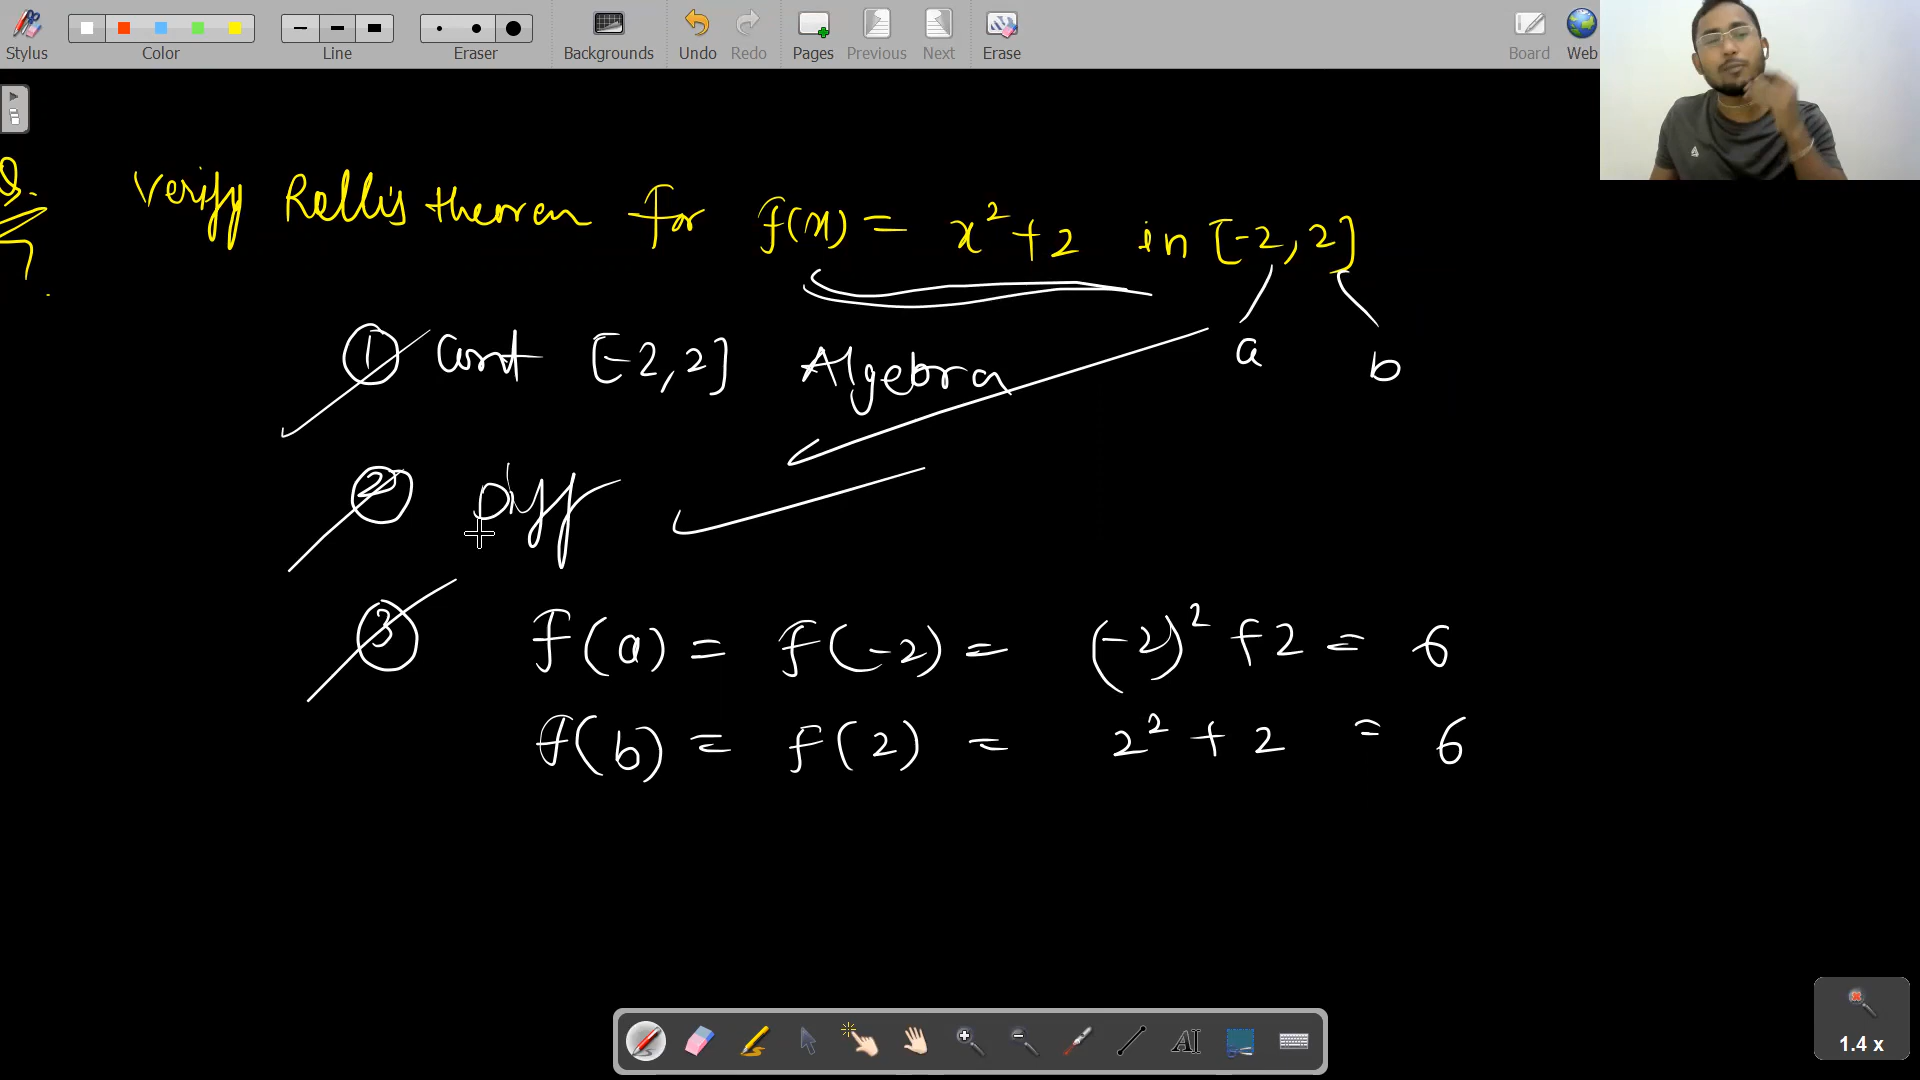 Stylus Color Line Eraser Backgrounds Undo Redo Pages Previous Next Erase Board Web
Q. 7.
Verify Rolle's theorem for f(x) = x² + 2 in [-2, 2]
a b
① Cont [-2, 2] Algebra
② Diff
③ f(a) = f(-2) = (-2)² + 2 = 6
f(b) = f(2) = 2² + 2 = 6
AI
1.4 x